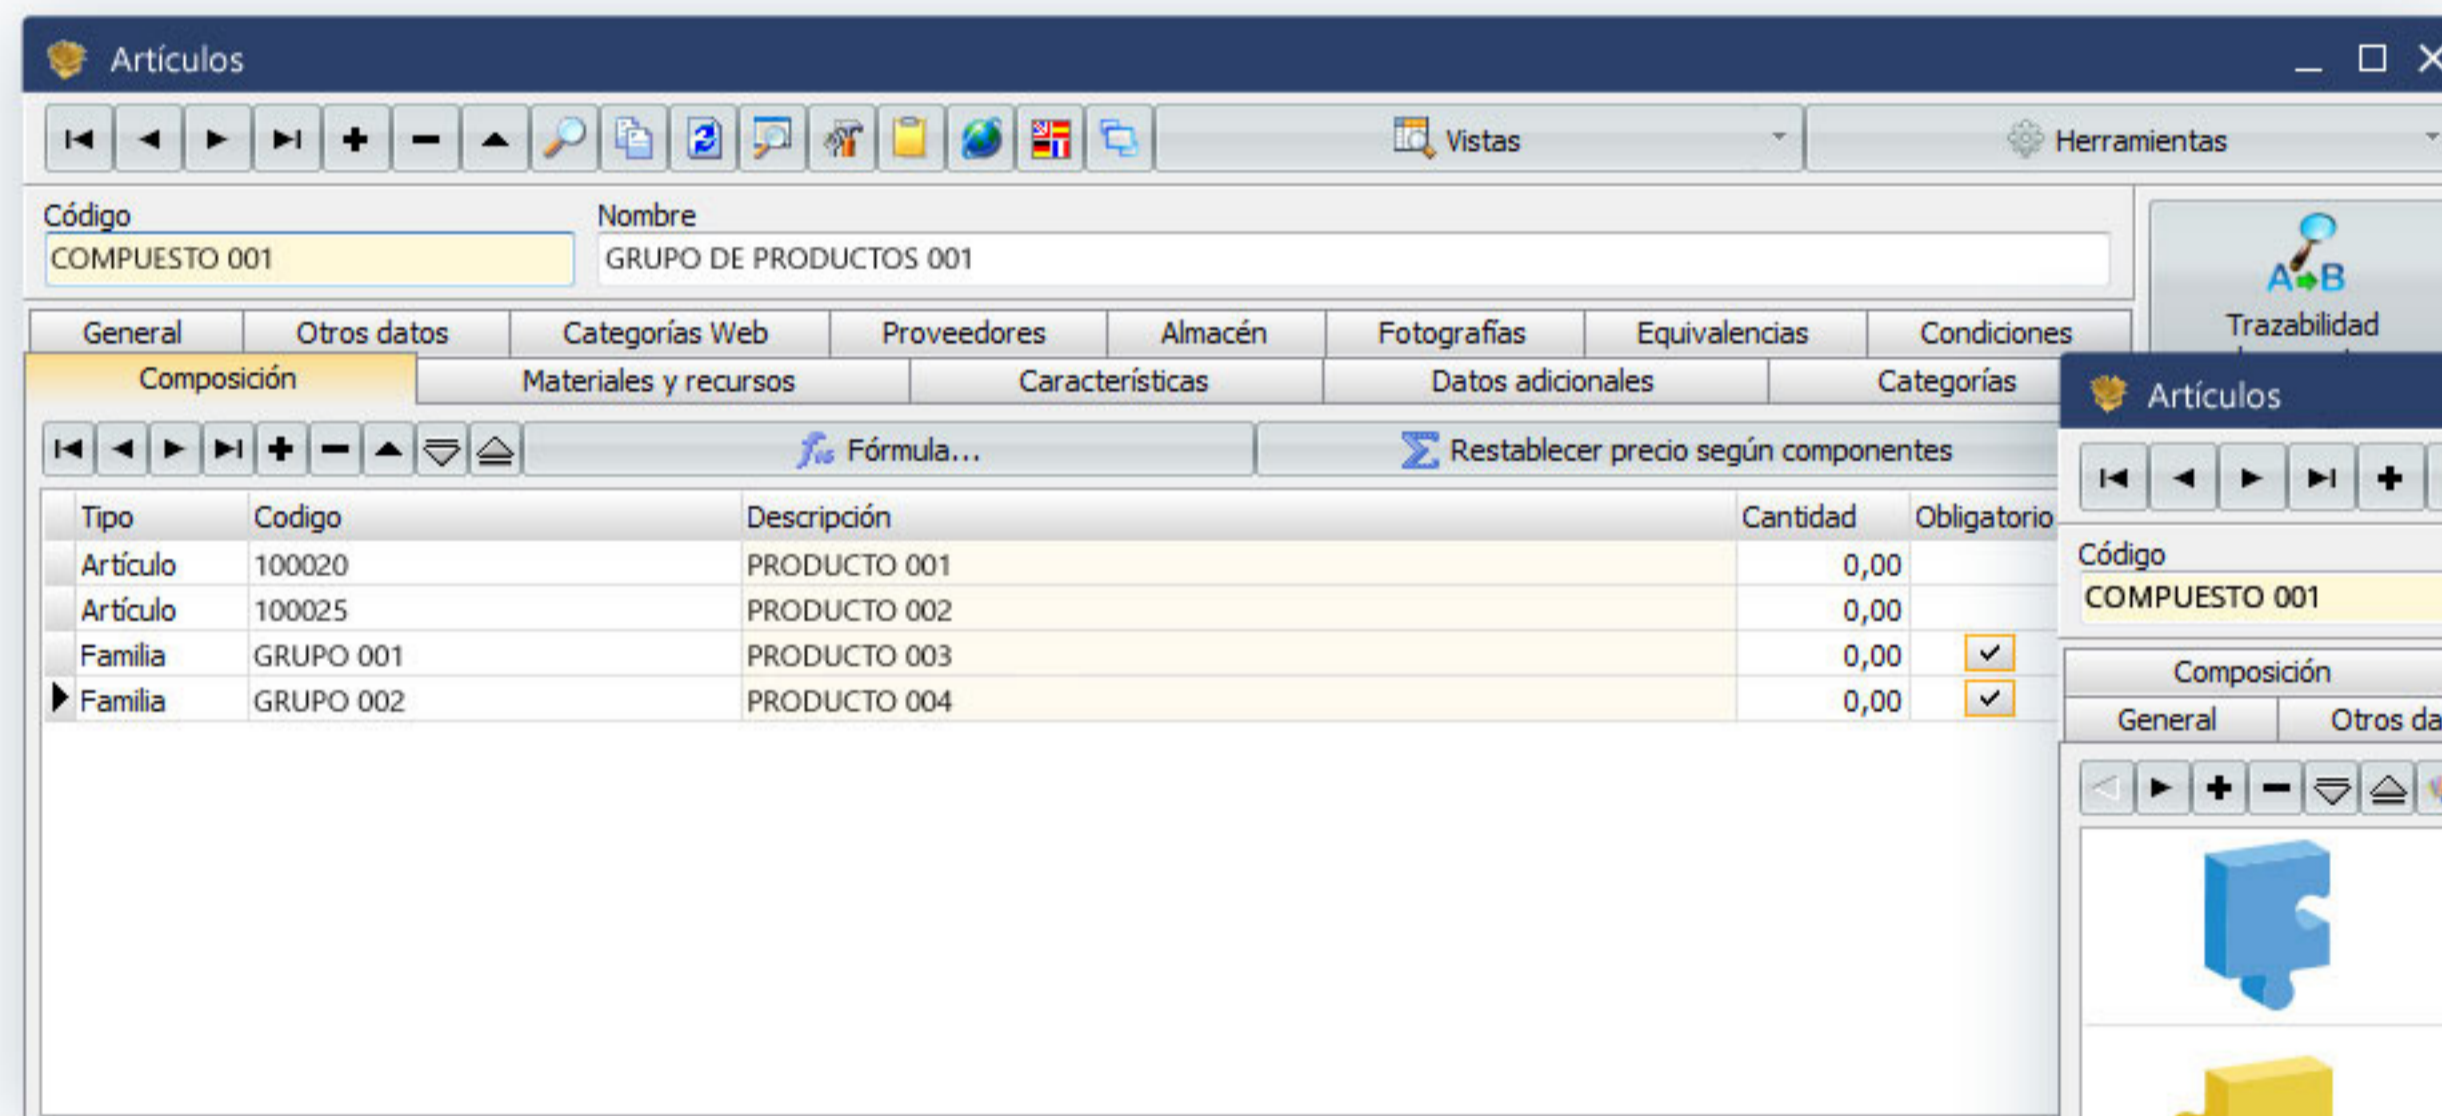 Artículos
Vistas
Herramientas
Código
Nombre
COMPUESTO 001
GRUPO DE PRODUCTOS 001
A B
Trazabilidad
General
Otros datos
Categorías Web
Proveedores
Almacén
Fotografías
Equivalencias
Condiciones
Composición
Materiales y recursos
Características
Datos adicionales
Categorías
Fórmula...
Restablecer precio según componentes
Tipo Codigo Descripción Cantidad Obligatorio
Artículo 100020 PRODUCTO 001 0,00
Artículo 100025 PRODUCTO 002 0,00
Familia GRUPO 001 PRODUCTO 003 0,00
Familia GRUPO 002 PRODUCTO 004 0,00
Artículos
Código
COMPUESTO 001
Composición
General
Otros da